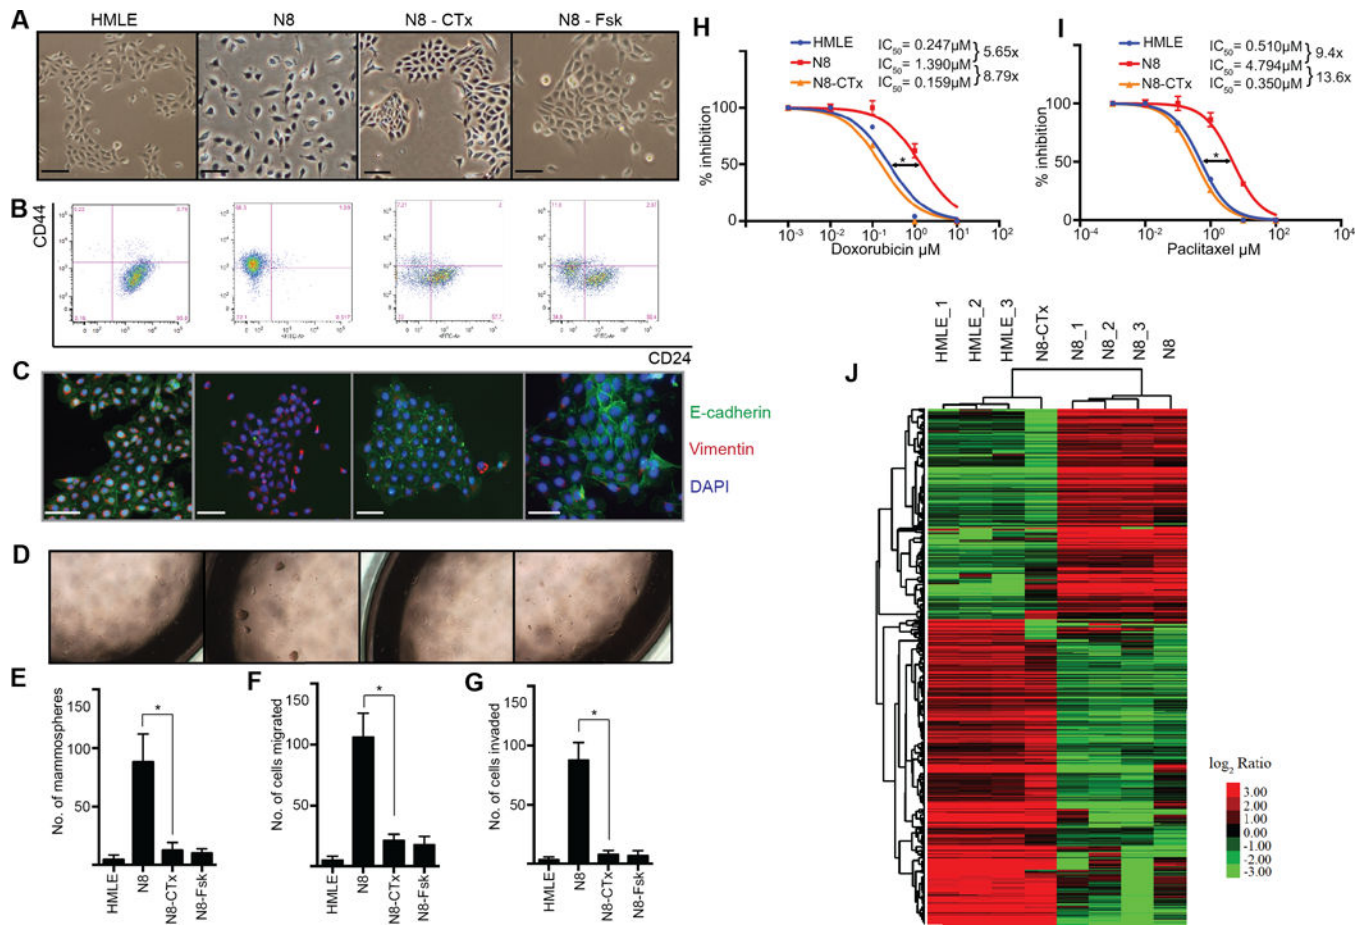 A
HMLE
N8
N8 - CTx
N8 - Fsk
B
CD44
CD24
C
E-cadherin
Vimentin
DAPI
D
E
No. of mammospheres
150
100
50
HMLE
N8
N8-CTx
N8-Fsk
F
No. of cells migrated
150
100
50
HMLE
N8
N8-CTx
N8-Fsk
G
No. of cells invaded
150
100
50
HMLE
N8
N8-CTx
N8-Fsk
H
HMLE IC50= 0.247µM
N8 IC50= 1.390µM
N8-CTx IC50= 0.159µM
5.65x
8.79x
% inhibition
100
50
0
*
10-3 10-2 10-1 100 101
Doxorubicin µM
I
HMLE IC50= 0.510µM
N8 IC50= 4.794µM
N8-CTx IC50= 0.350µM
9.4x
13.6x
% inhibition
100
50
0
*
10-4 10-2 100 102 104
Paclitaxel µM
J
HMLE_1
HMLE_2
HMLE_3
N8-CTx
N8_1
N8_2
N8_3
N8
log2 Ratio
3.00
2.00
1.00
0.00
-1.00
-2.00
-3.00